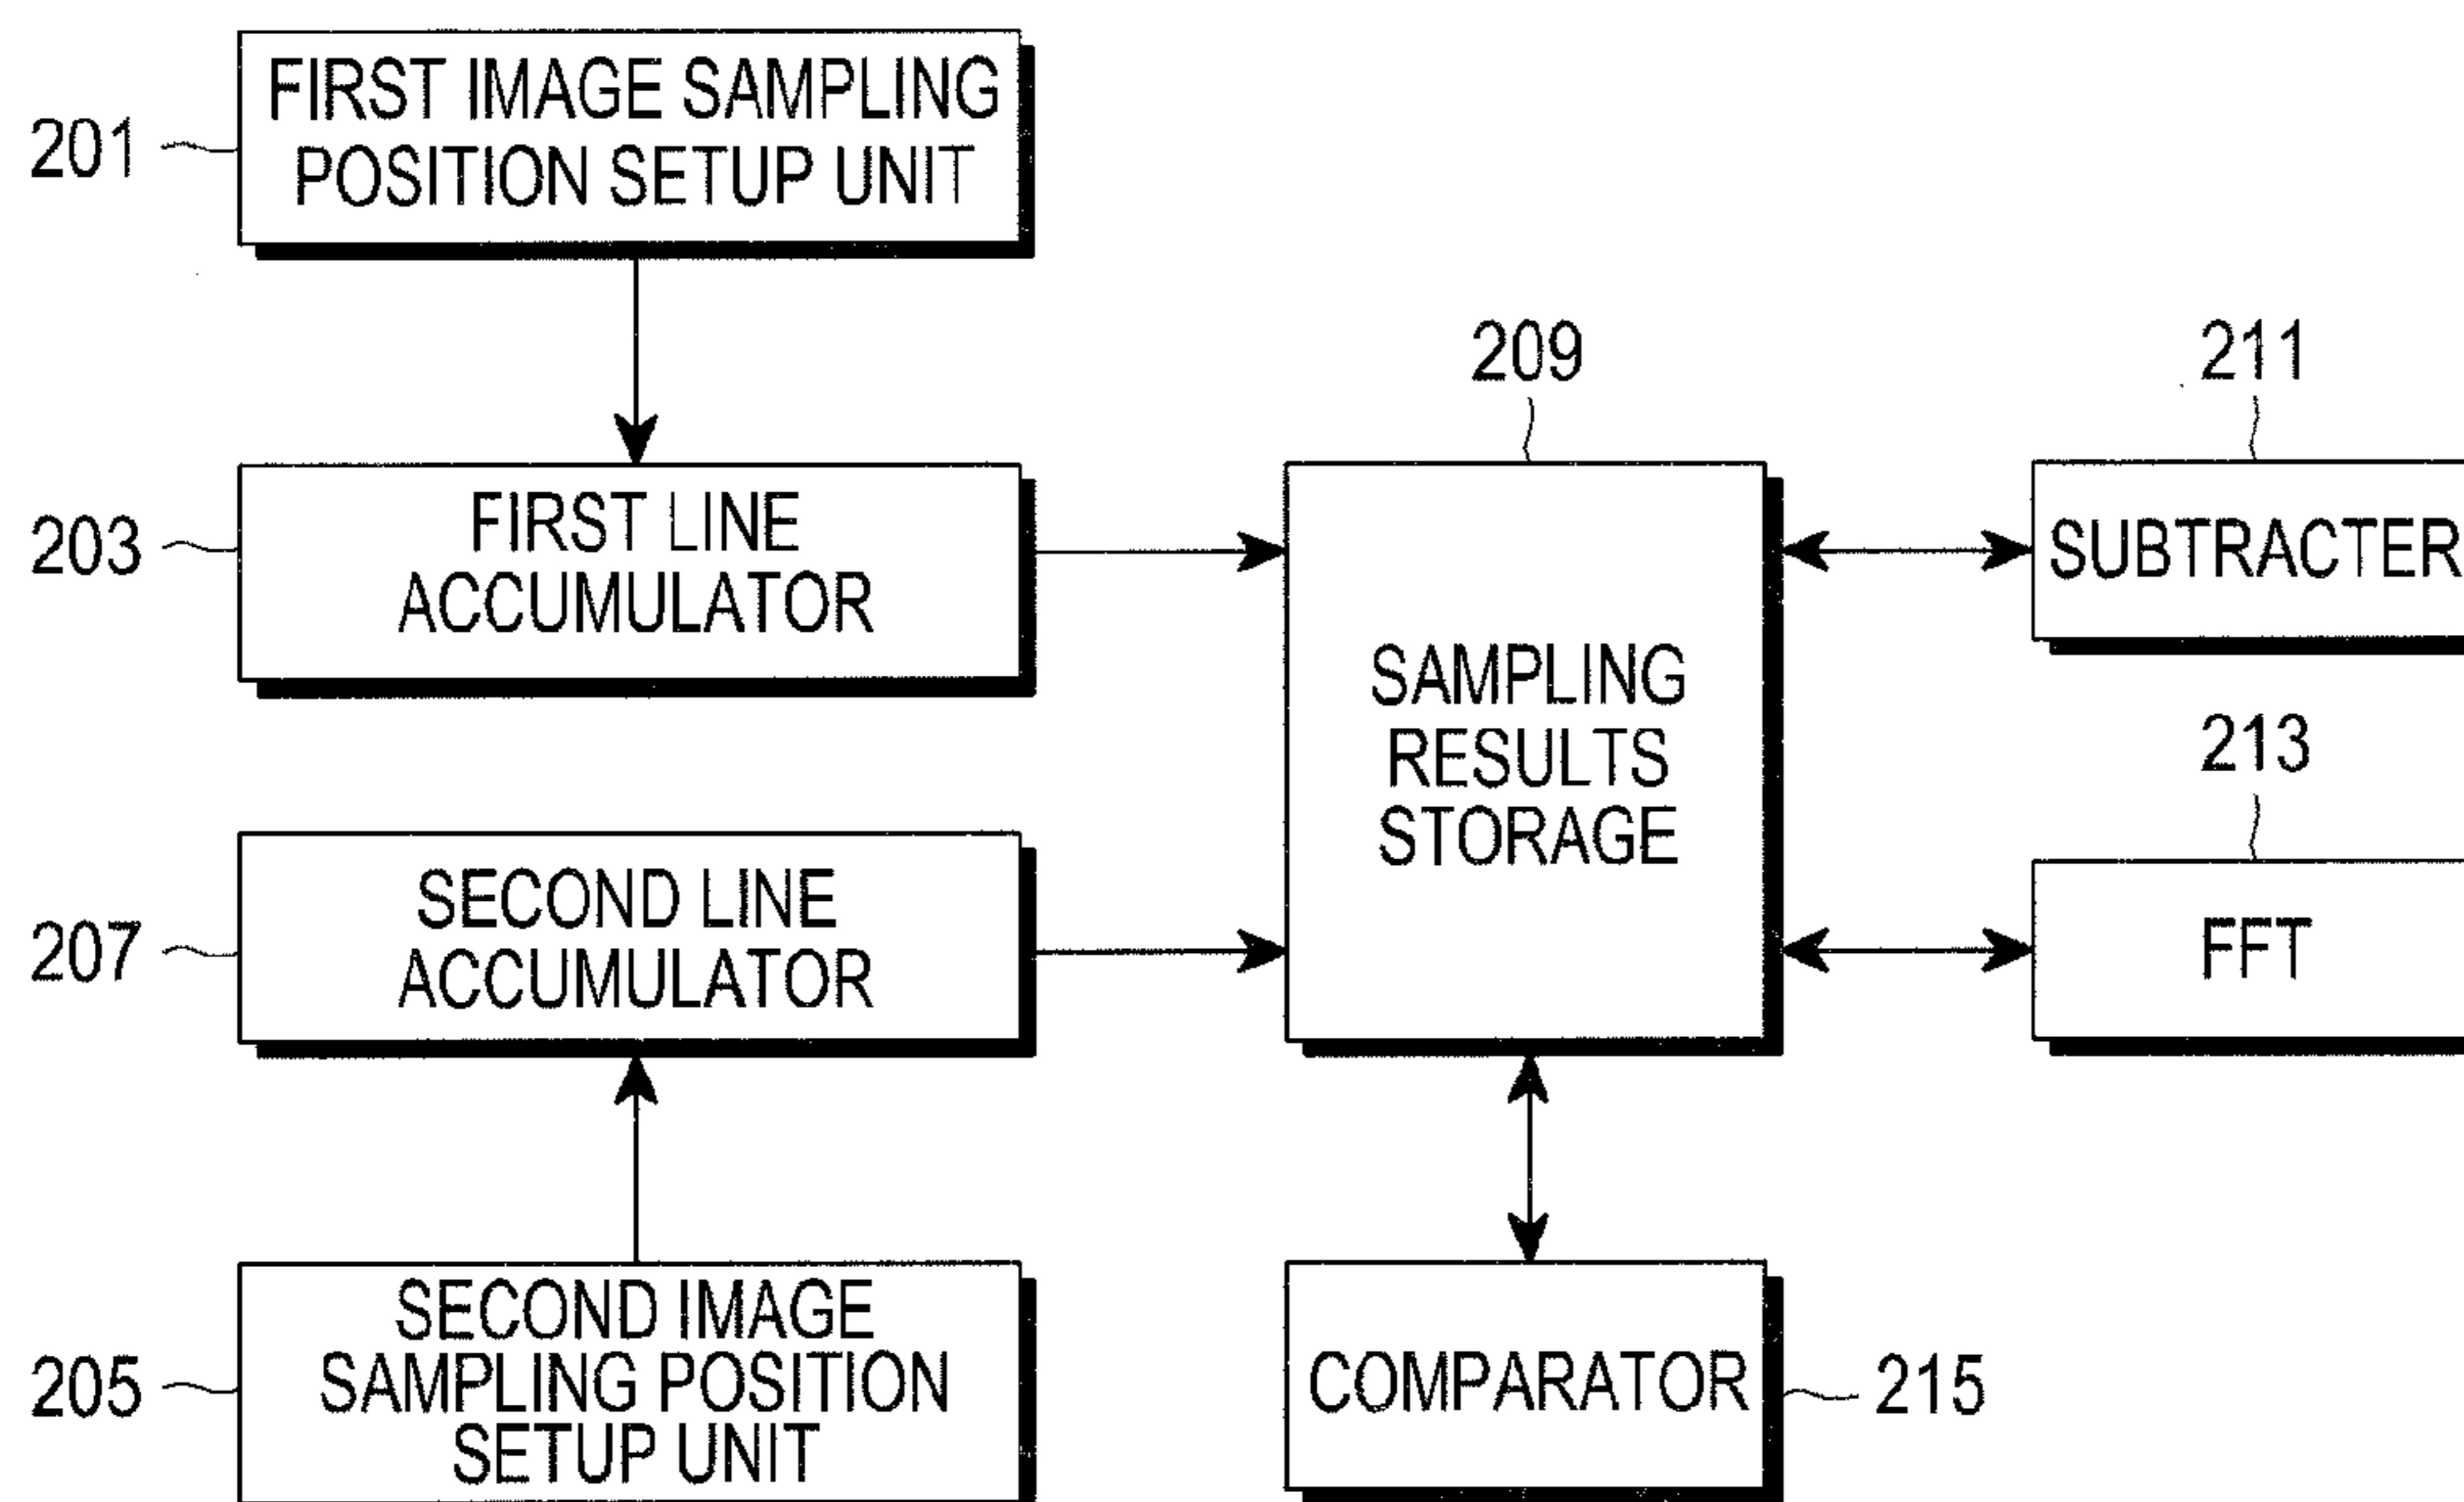 201
FIRST IMAGE SAMPLING
POSITION SETUP UNIT
203
FIRST LINE
ACCUMULATOR
209
SAMPLING
RESULTS
STORAGE
211
SUBTRACTER
213
FFT
207
SECOND LINE
ACCUMULATOR
205
SECOND IMAGE
SAMPLING POSITION
SETUP UNIT
COMPARATOR
215